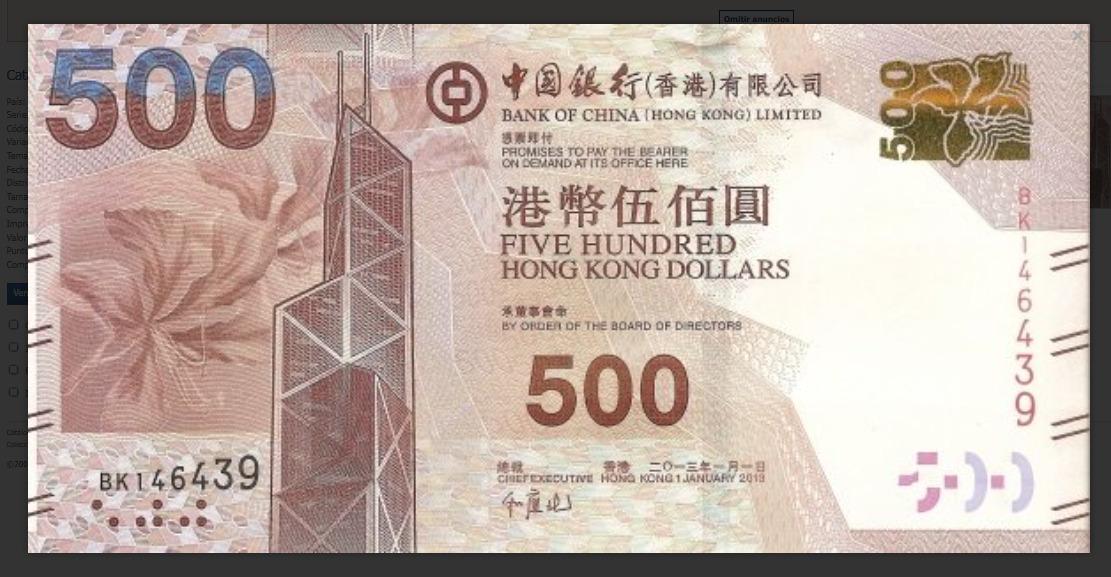 Omitir anuncios
500
中國銀行(香港)有限公司
BANK OF CHINA (HONG KONG) LIMITED
憑票即付
PROMISES TO PAY THE BEARER
ON DEMAND AT ITS OFFICE HERE
500
港幣伍佰圓
FIVE HUNDRED
HONG KONG DOLLARS
BK146439
承董事會命
BY ORDER OF THE BOARD OF DIRECTORS
500
BK146439
總裁 香港 二〇一三年一月一日
CHIEF EXECUTIVE HONG KONG 1 JANUARY 2013